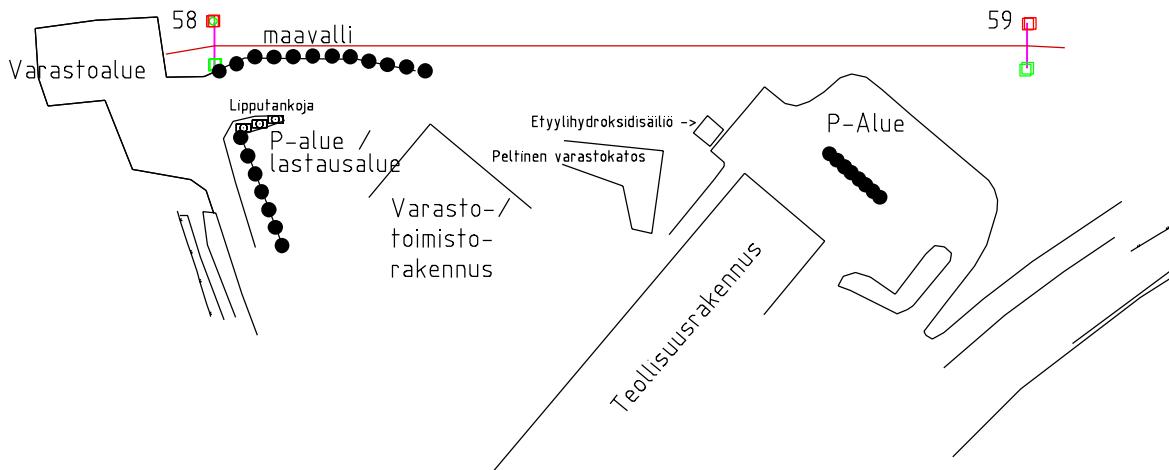 58
59
maavalli
Varastoalue
Lipputankoja
P-alue /
lastausalue
Etyylihydroksidisäiliö ->
P-Alue
Peltinen varastokatos
Varasto-/
toimisto-
rakennus
Teollisuusrakennus